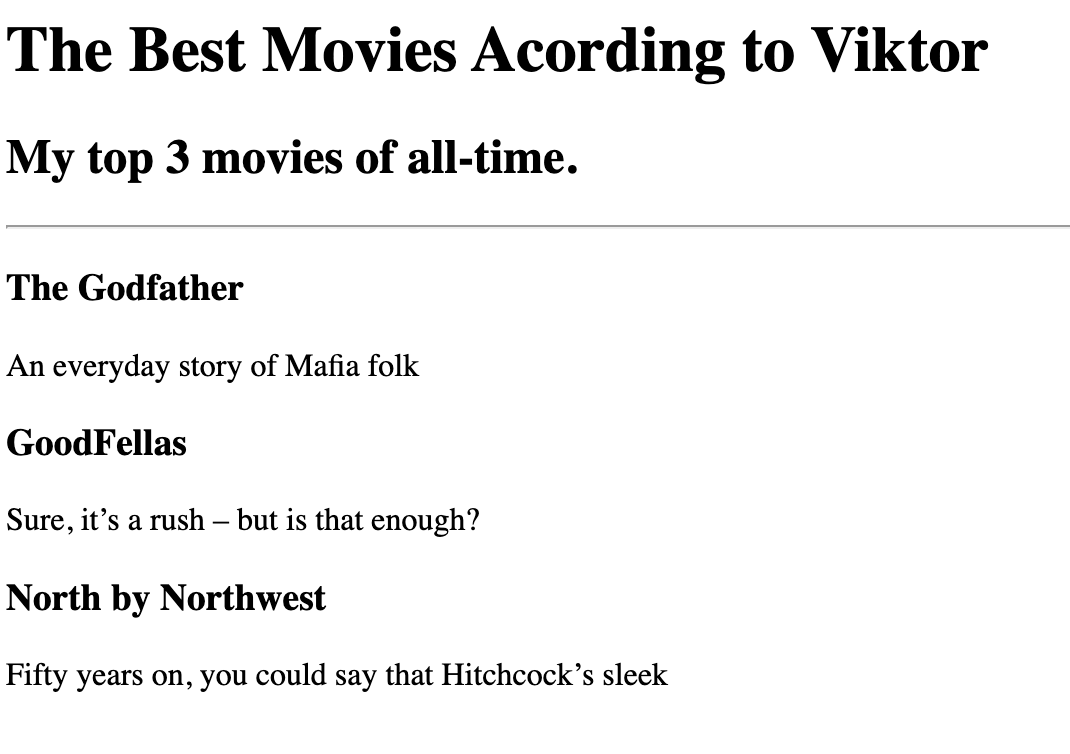 The Best Movies Acording to Viktor
My top 3 movies of all-time.
The Godfather
An everyday story of Mafia folk
GoodFellas
Sure, it’s a rush – but is that enough?
North by Northwest
Fifty years on, you could say that Hitchcock’s sleek